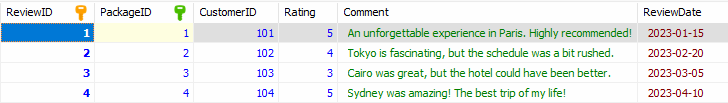 ReviewID PackageID CustomerID Rating Comment ReviewDate
1 1 101 5 An unforgettable experience in Paris. Highly recommended! 2023-01-15
2 2 102 4 Tokyo is fascinating, but the schedule was a bit rushed. 2023-02-20
3 3 103 3 Cairo was great, but the hotel could have been better. 2023-03-05
4 4 104 5 Sydney was amazing! The best trip of my life! 2023-04-10